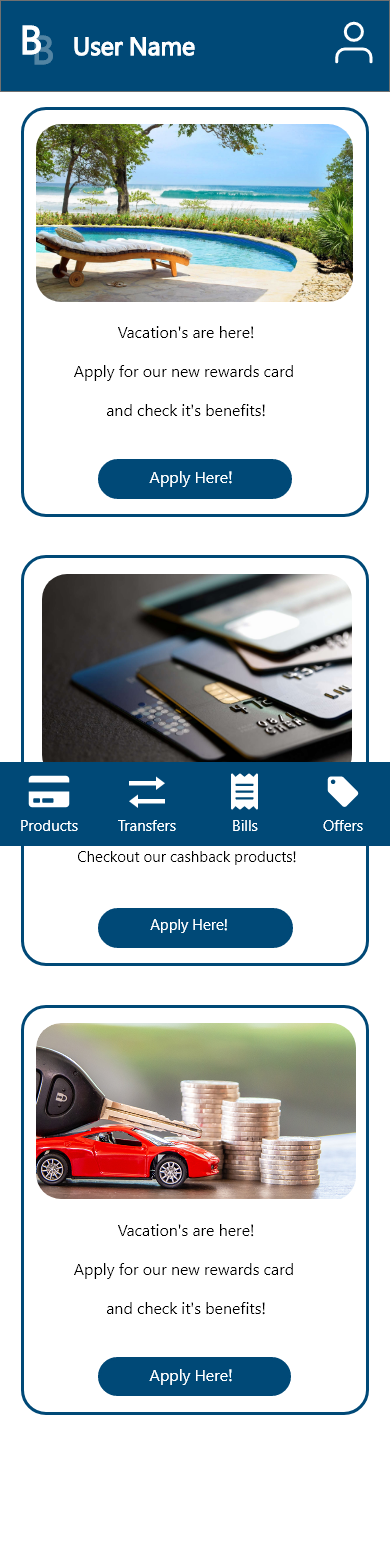 BB User Name
Vacation's are here!
Apply for our new rewards card
and check it's benefits!
Apply Here!
Products Transfers Bills Offers
Checkout our cashback products!
Apply Here!
Vacation's are here!
Apply for our new rewards card
and check it's benefits!
Apply Here!